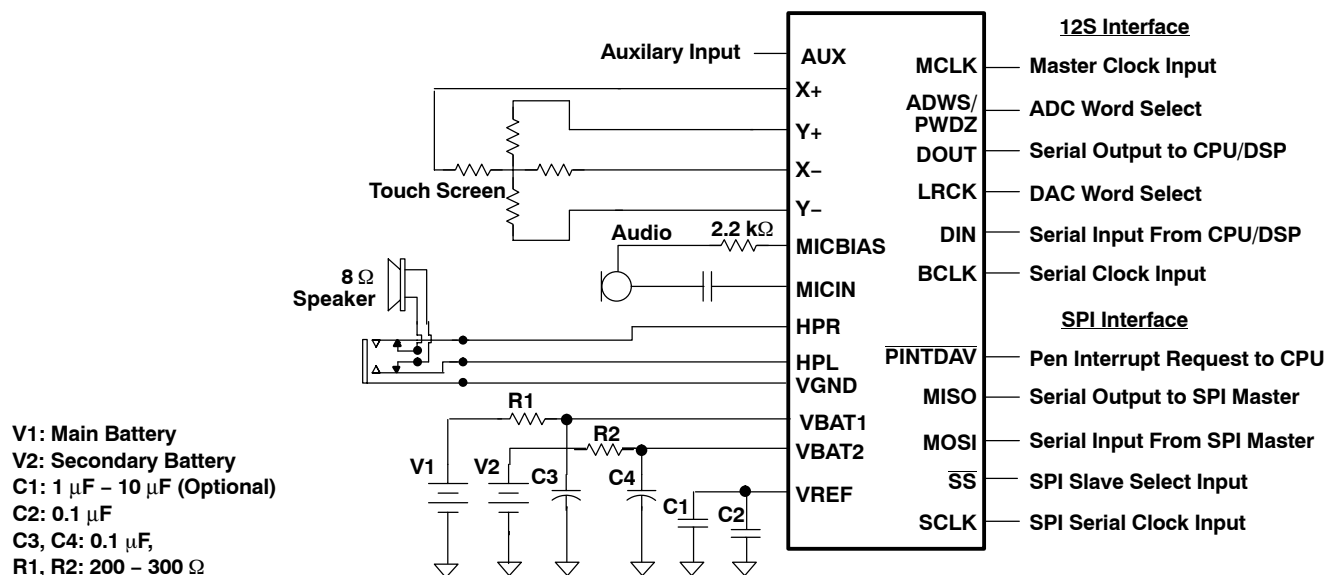 12S Interface
Auxilary Input
AUX
MCLK
Master Clock Input
X+
ADWS/
PWDZ
ADC Word Select
Y+
DOUT
Serial Output to CPU/DSP
X−
Touch Screen
LRCK
DAC Word Select
Y−
Audio
2.2 kΩ
MICBIAS
DIN
Serial Input From CPU/DSP
BCLK
Serial Clock Input
8 Ω
Speaker
MICIN
SPI Interface
HPR
HPL
PINTDAV
Pen Interrupt Request to CPU
VGND
R1
MISO
Serial Output to SPI Master
VBAT1
R2
VBAT2
MOSI
Serial Input From SPI Master
V1
V2
C3
C4
C1
C2
VREF
SS
SPI Slave Select Input
SCLK
SPI Serial Clock Input
V1: Main Battery
V2: Secondary Battery
C1: 1 μF − 10 μF (Optional)
C2: 0.1 μF
C3, C4: 0.1 μF,
R1, R2: 200 − 300 Ω